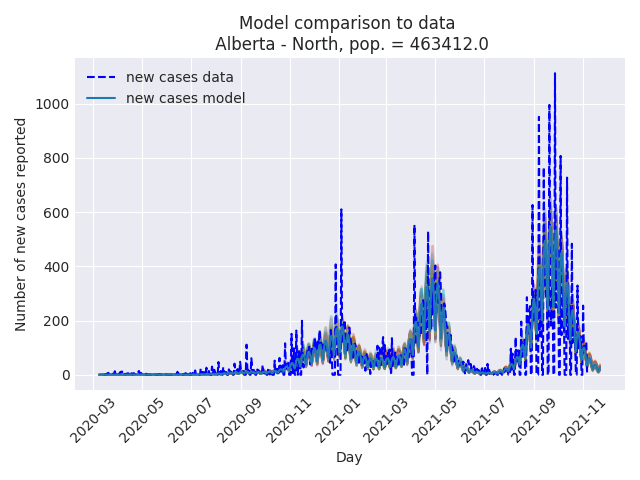 Model comparison to data
Alberta - North, pop. = 463412.0
new cases data
new cases model
Number of new cases reported
1000
800
600
400
200
0
2020-03
2020-05
2020-07
2020-09
2020-11
2021-01
2021-03
2021-05
2021-07
2021-09
2021-11
Day